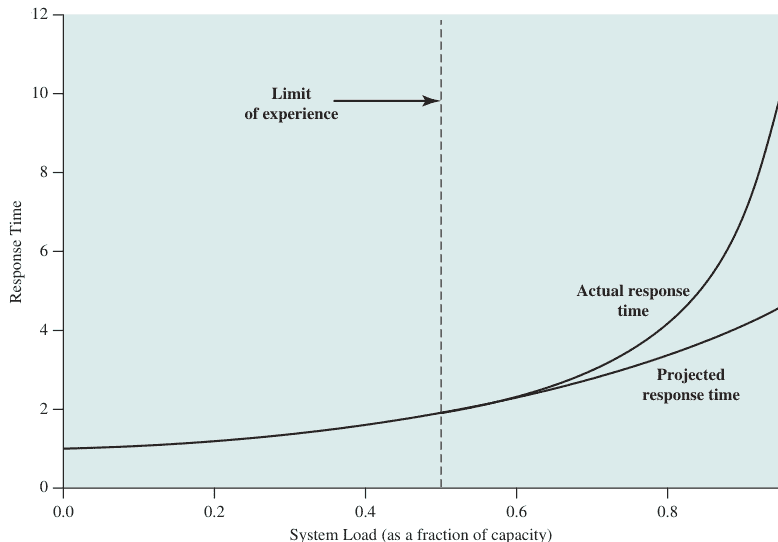 12
10
8
6
4
2
0
Response Time
Limit
of experience
Actual response
time
Projected
response time
0.0
0.2
0.4
0.6
0.8
System Load (as a fraction of capacity)